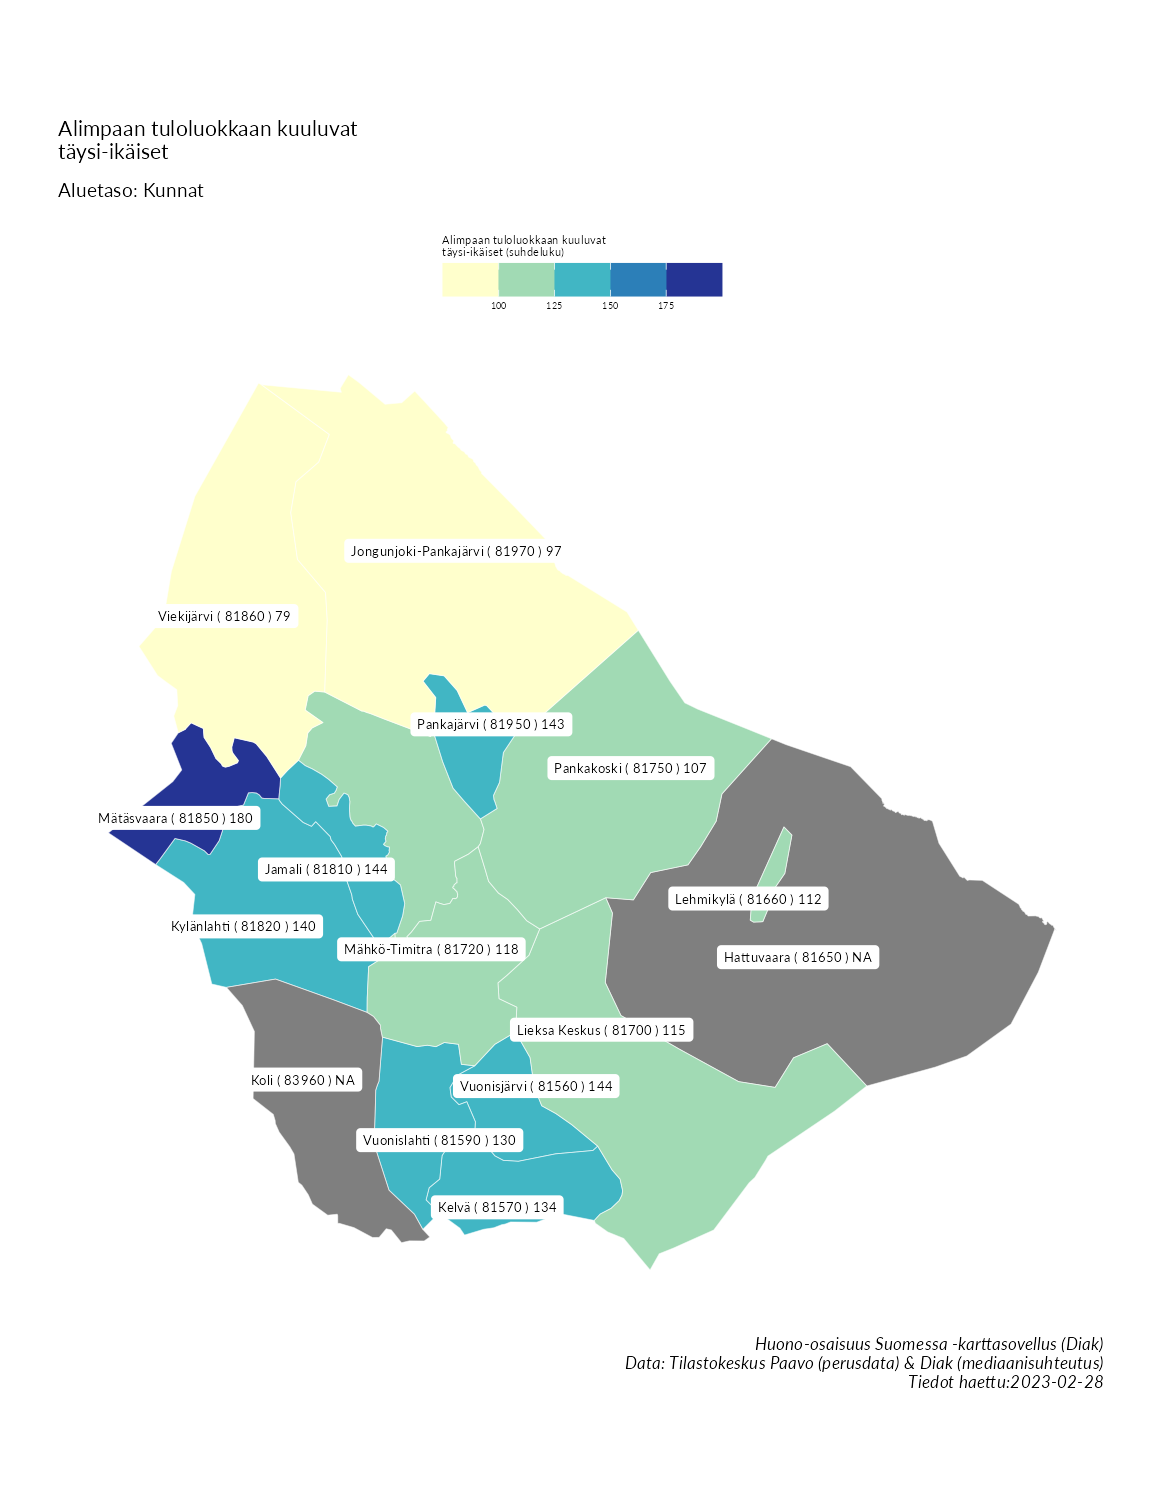 Alimpaan tuloluokkaan kuuluvat
täysi-ikäiset
Aluetaso: Kunnat
Alimpaan tuloluokkaan kuuluvat
täysi-ikäiset (suhdeluku)
100 125 150 175
Jongunjoki-Pankajärvi ( 81970 ) 97
Viekijärvi ( 81860 ) 79
Pankajärvi ( 81950 ) 143
Pankakoski ( 81750 ) 107
Mätäsvaara ( 81850 ) 180
Jamali ( 81810 ) 144
Lehmikylä ( 81660 ) 112
Kylänlahti ( 81820 ) 140
Mähkö-Timitra ( 81720 ) 118
Hattuvaara ( 81650 ) NA
Lieksa Keskus ( 81700 ) 115
Koli ( 83960 ) NA
Vuonisjärvi ( 81560 ) 144
Vuonislahti ( 81590 ) 130
Kelvä ( 81570 ) 134
Huono-osaisuus Suomessa -karttasovellus (Diak)
Data: Tilastokeskus Paavo (perusdata) & Diak (mediaanisuhteutus)
Tiedot haettu:2023-02-28